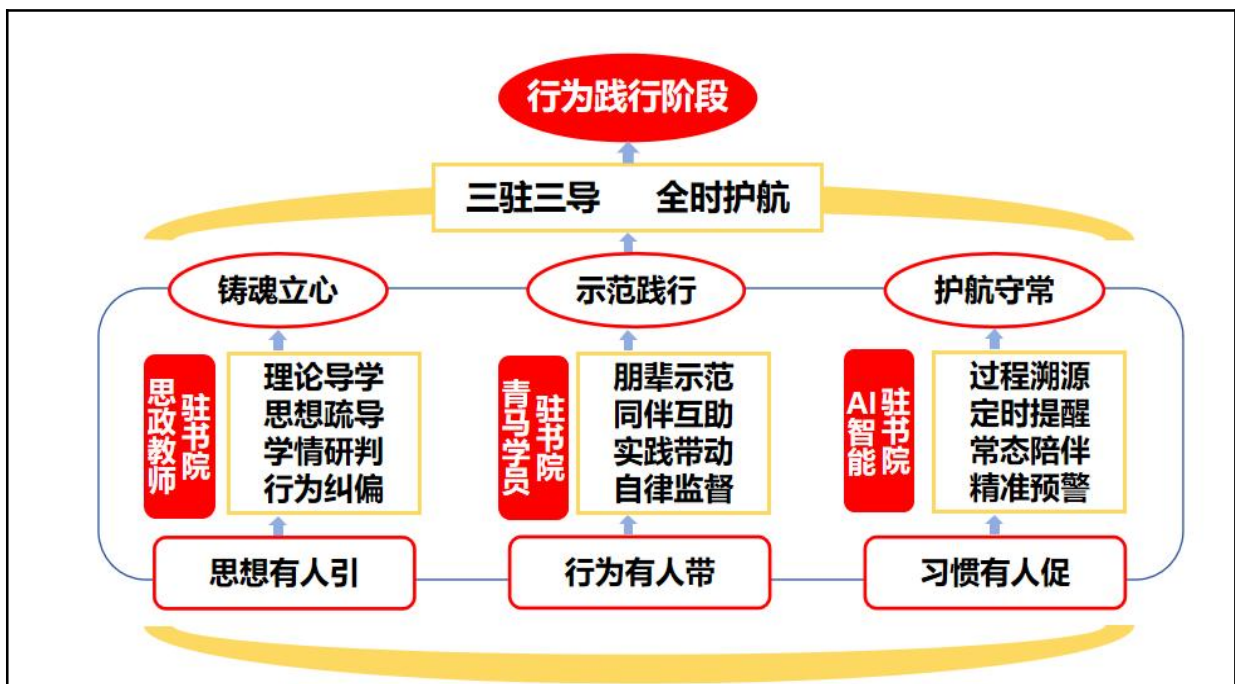 行为践行阶段
三驻三导 全时护航
铸魂立心
示范践行
护航守常
思政教师
驻书院
理论导学
思想疏导
学情研判
行为纠偏
青马学员
驻书院
朋辈示范
同伴互助
实践带动
自律监督
AI智能
驻书院
过程溯源
定时提醒
常态陪伴
精准预警
思想有人引
行为有人带
习惯有人促